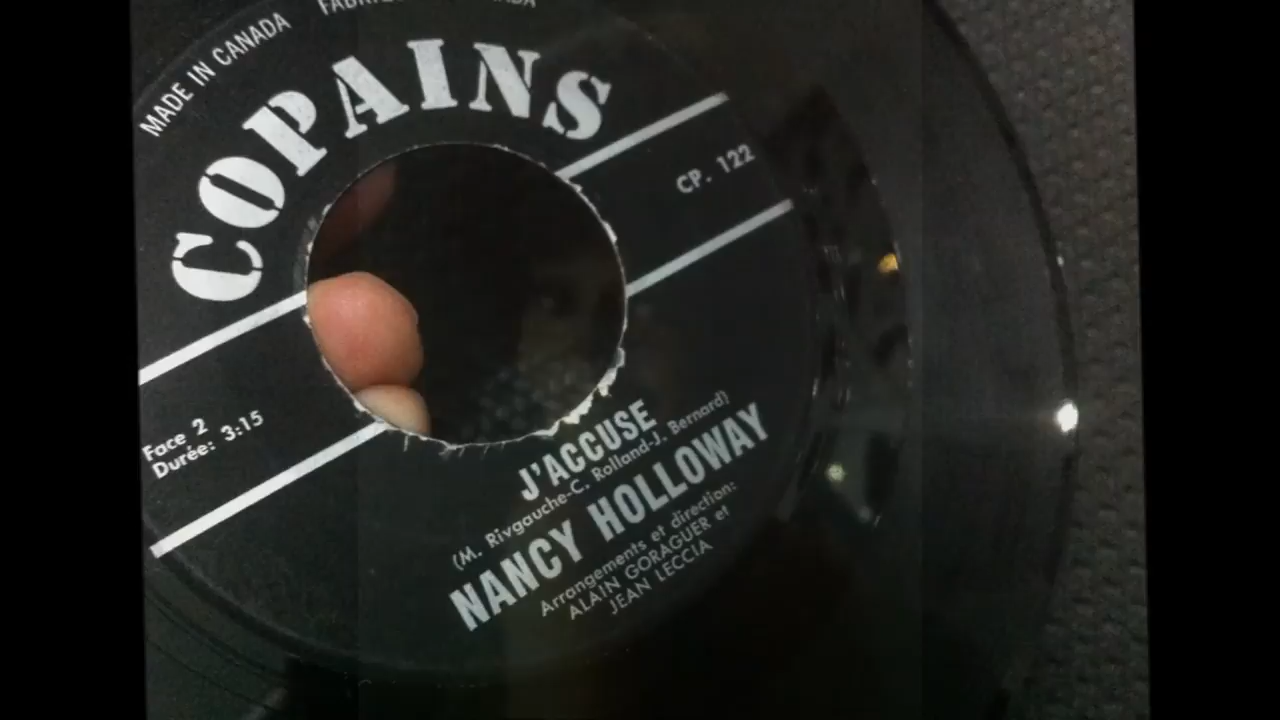 MADE IN CANADA
COPAINS
CP. 122
Face 2
Durée: 3:15
J'ACCUSE
(M. Rivgauche-C. Rolland-J. Bernard)
NANCY HOLLOWAY
Arrangements et direction:
ALAIN GORAGUER et
JEAN LECCIA